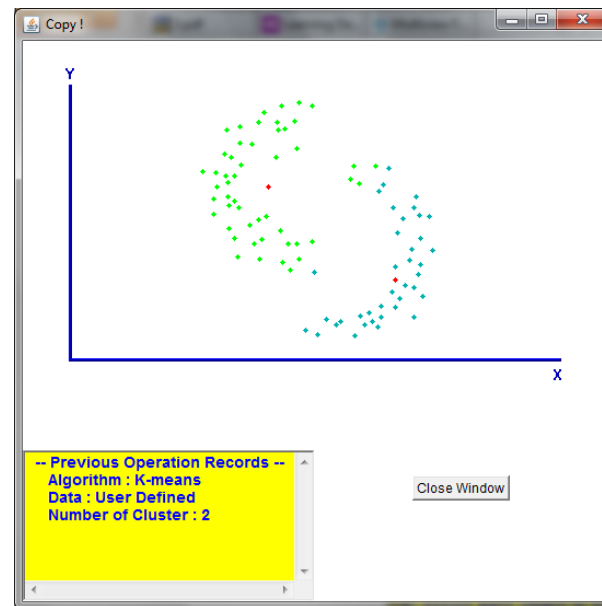 Copy !
Y
X
-- Previous Operation Records --
Algorithm : K-means
Data : User Defined
Number of Cluster : 2
Close Window